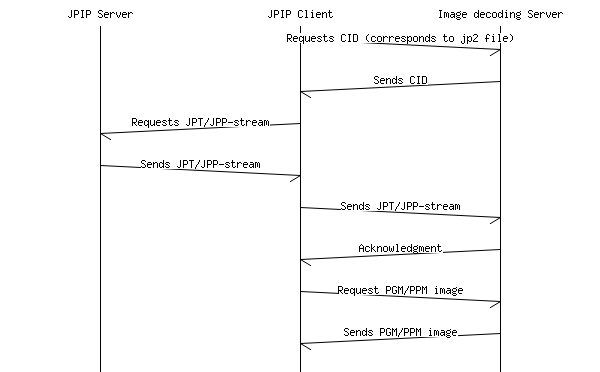 JPIP Server
JPIP Client
Image decoding Server
Requests CID (corresponds to jp2 file)
Sends CID
Requests JPT/JPP-stream
Sends JPT/JPP-stream
Sends JPT/JPP-stream
Acknowledgment
Request PGM/PPM image
Sends PGM/PPM image